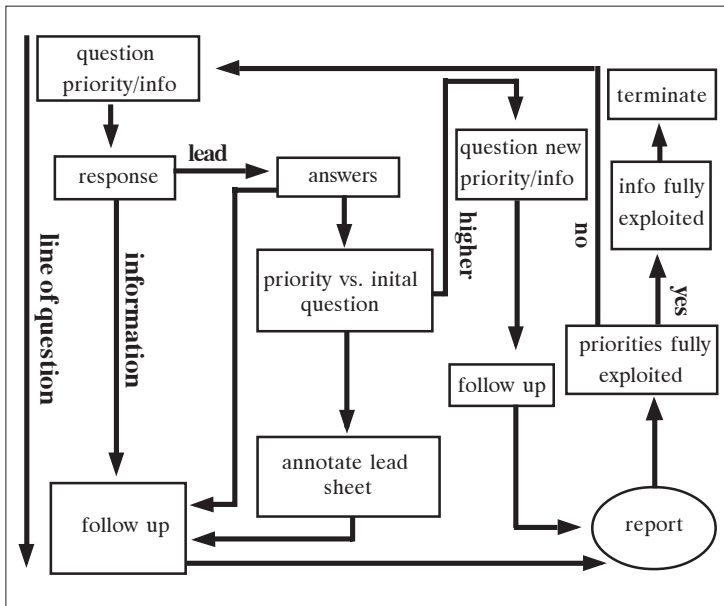 question
priority/info
lead
response
answers
line of question
information
priority vs. inital
question
higher
annotate lead
sheet
follow up
question new
priority/info
follow up
no
terminate
info fully
exploited
yes
priorities fully
exploited
report